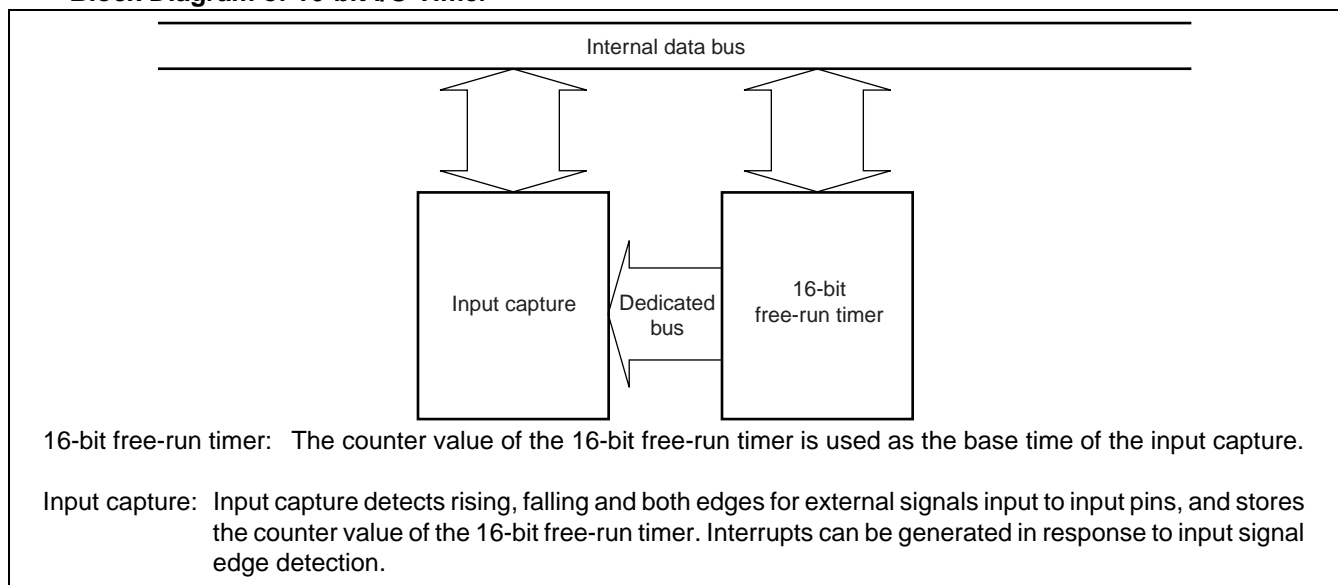 Internal data bus
Input capture
Dedicated
bus
16-bit
free-run timer
16-bit free-run timer: The counter value of the 16-bit free-run timer is used as the base time of the input capture.
Input capture: Input capture detects rising, falling and both edges for external signals input to input pins, and stores
the counter value of the 16-bit free-run timer. Interrupts can be generated in response to input signal
edge detection.